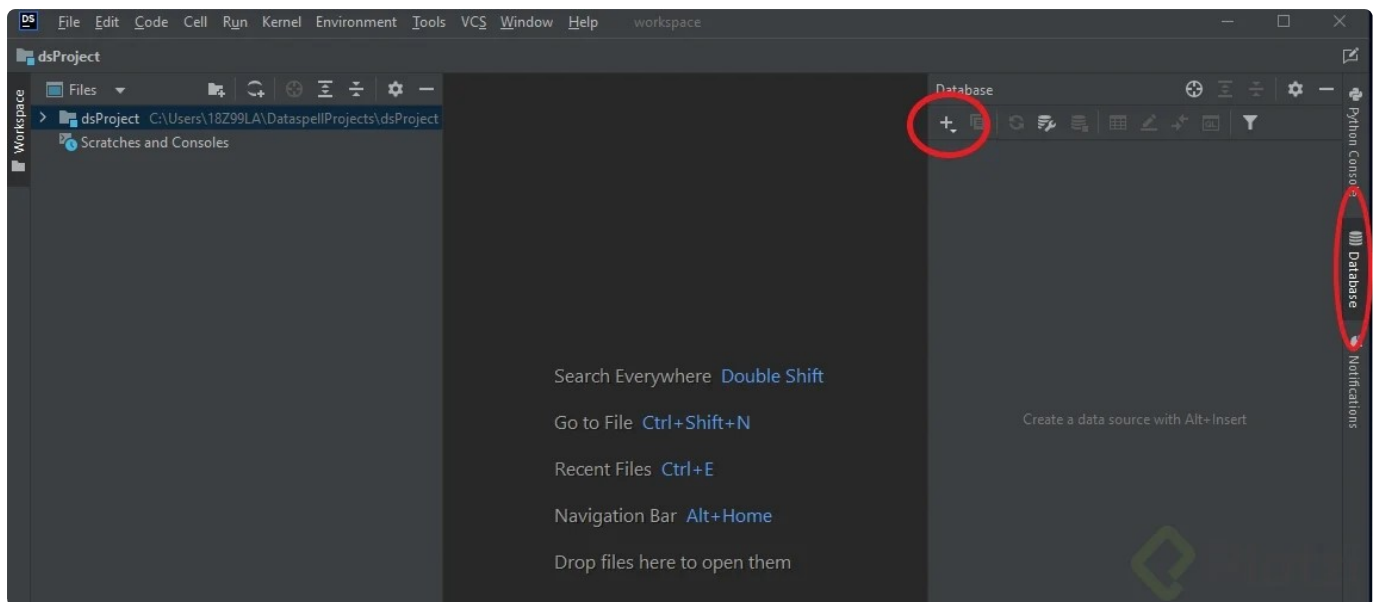 DS File Edit Code Cell Run Kernel Environment Tools VCS Window Help workspace
dsProject
Workspace
Files
dsProject C:\Users\18Z99LA\DataspellProjects\dsProject
Scratches and Consoles
Database
Python Console
Database
Notifications
Search Everywhere Double Shift
Go to File Ctrl+Shift+N
Recent Files Ctrl+E
Navigation Bar Alt+Home
Drop files here to open them
Create a data source with Alt+Insert